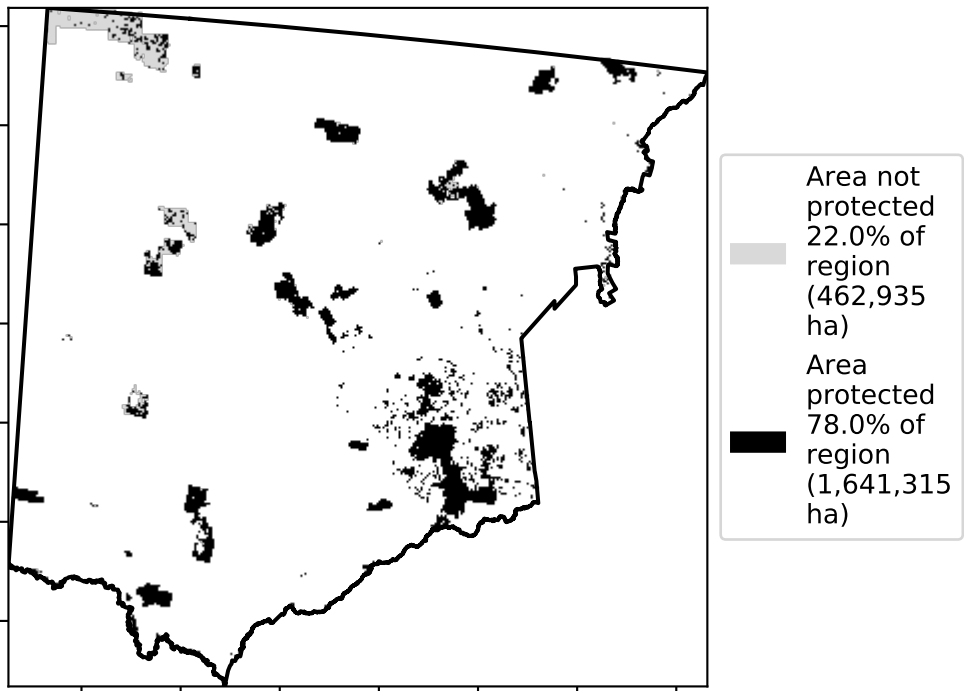 Area not
protected
22.0% of
region
(462,935
ha)
Area
protected
78.0% of
region
(1,641,315
ha)